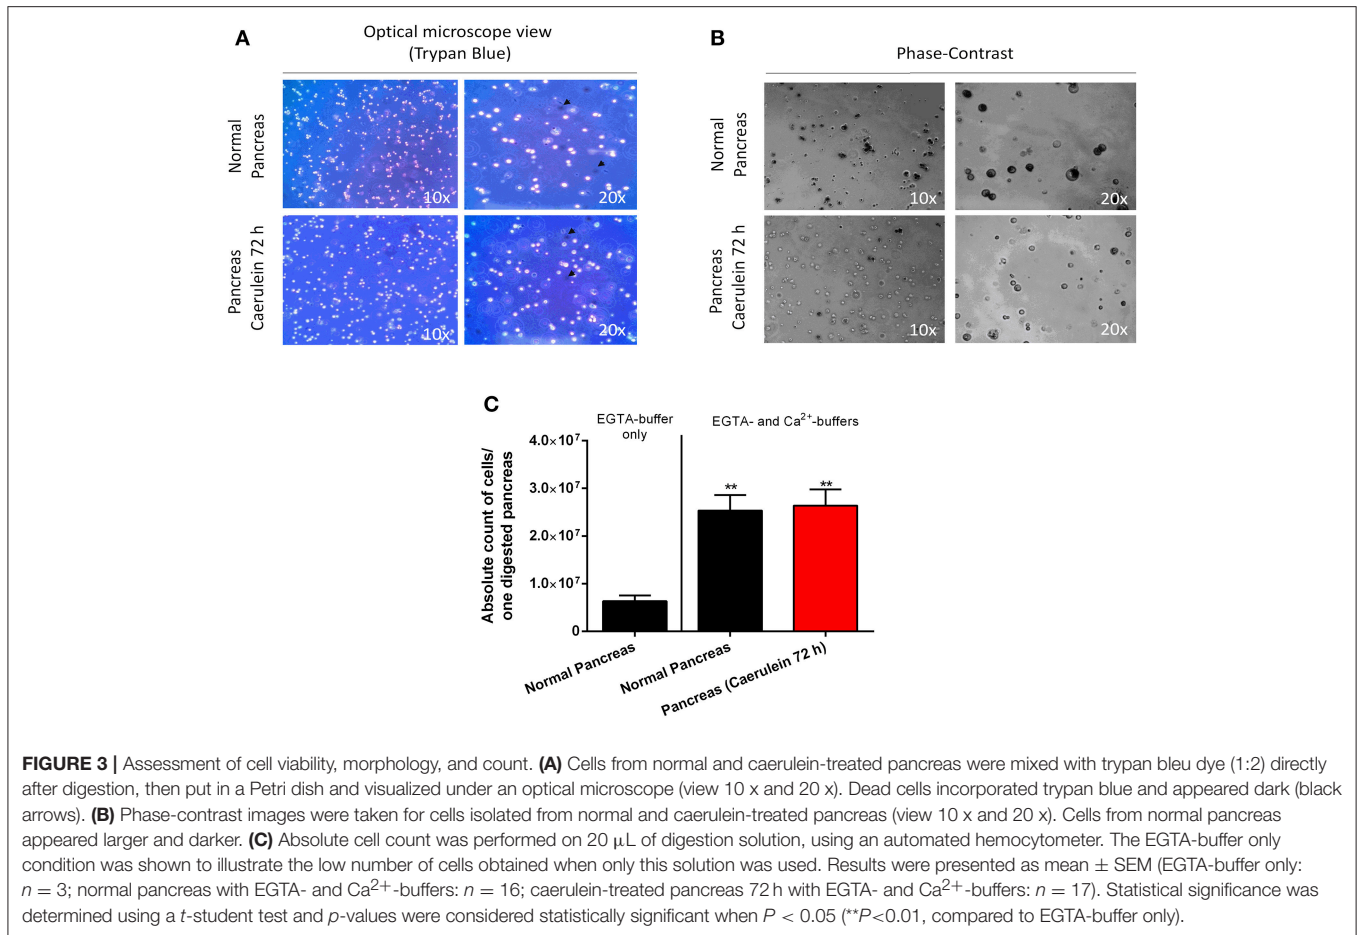 A
Optical microscope view
(Trypan Blue)
Normal
Pancreas
10x
20x
Pancreas
Caerulein 72 h
10x
20x
B
Phase-Contrast
Normal
Pancreas
10x
20x
Pancreas
Caerulein 72 h
10x
20x
C
EGTA-buffer
only
EGTA- and Ca²⁺-buffers
Absolute count of cells/
one digested pancreas
4.0×10⁷
3.0×10⁷
2.0×10⁷
1.0×10⁷
0
**
**
Normal Pancreas
Normal Pancreas
Pancreas (Caerulein 72 h)
FIGURE 3 | Assessment of cell viability, morphology, and count. (A) Cells from normal and caerulein-treated pancreas were mixed with trypan bleu dye (1:2) directly
after digestion, then put in a Petri dish and visualized under an optical microscope (view 10 x and 20 x). Dead cells incorporated trypan blue and appeared dark (black
arrows). (B) Phase-contrast images were taken for cells isolated from normal and caerulein-treated pancreas (view 10 x and 20 x). Cells from normal pancreas
appeared larger and darker. (C) Absolute cell count was performed on 20 μL of digestion solution, using an automated hemocytometer. The EGTA-buffer only
condition was shown to illustrate the low number of cells obtained when only this solution was used. Results were presented as mean ± SEM (EGTA-buffer only:
n = 3; normal pancreas with EGTA- and Ca²⁺-buffers: n = 16; caerulein-treated pancreas 72 h with EGTA- and Ca²⁺-buffers: n = 17). Statistical significance was
determined using a t-student test and p-values were considered statistically significant when P < 0.05 (**P<0.01, compared to EGTA-buffer only).